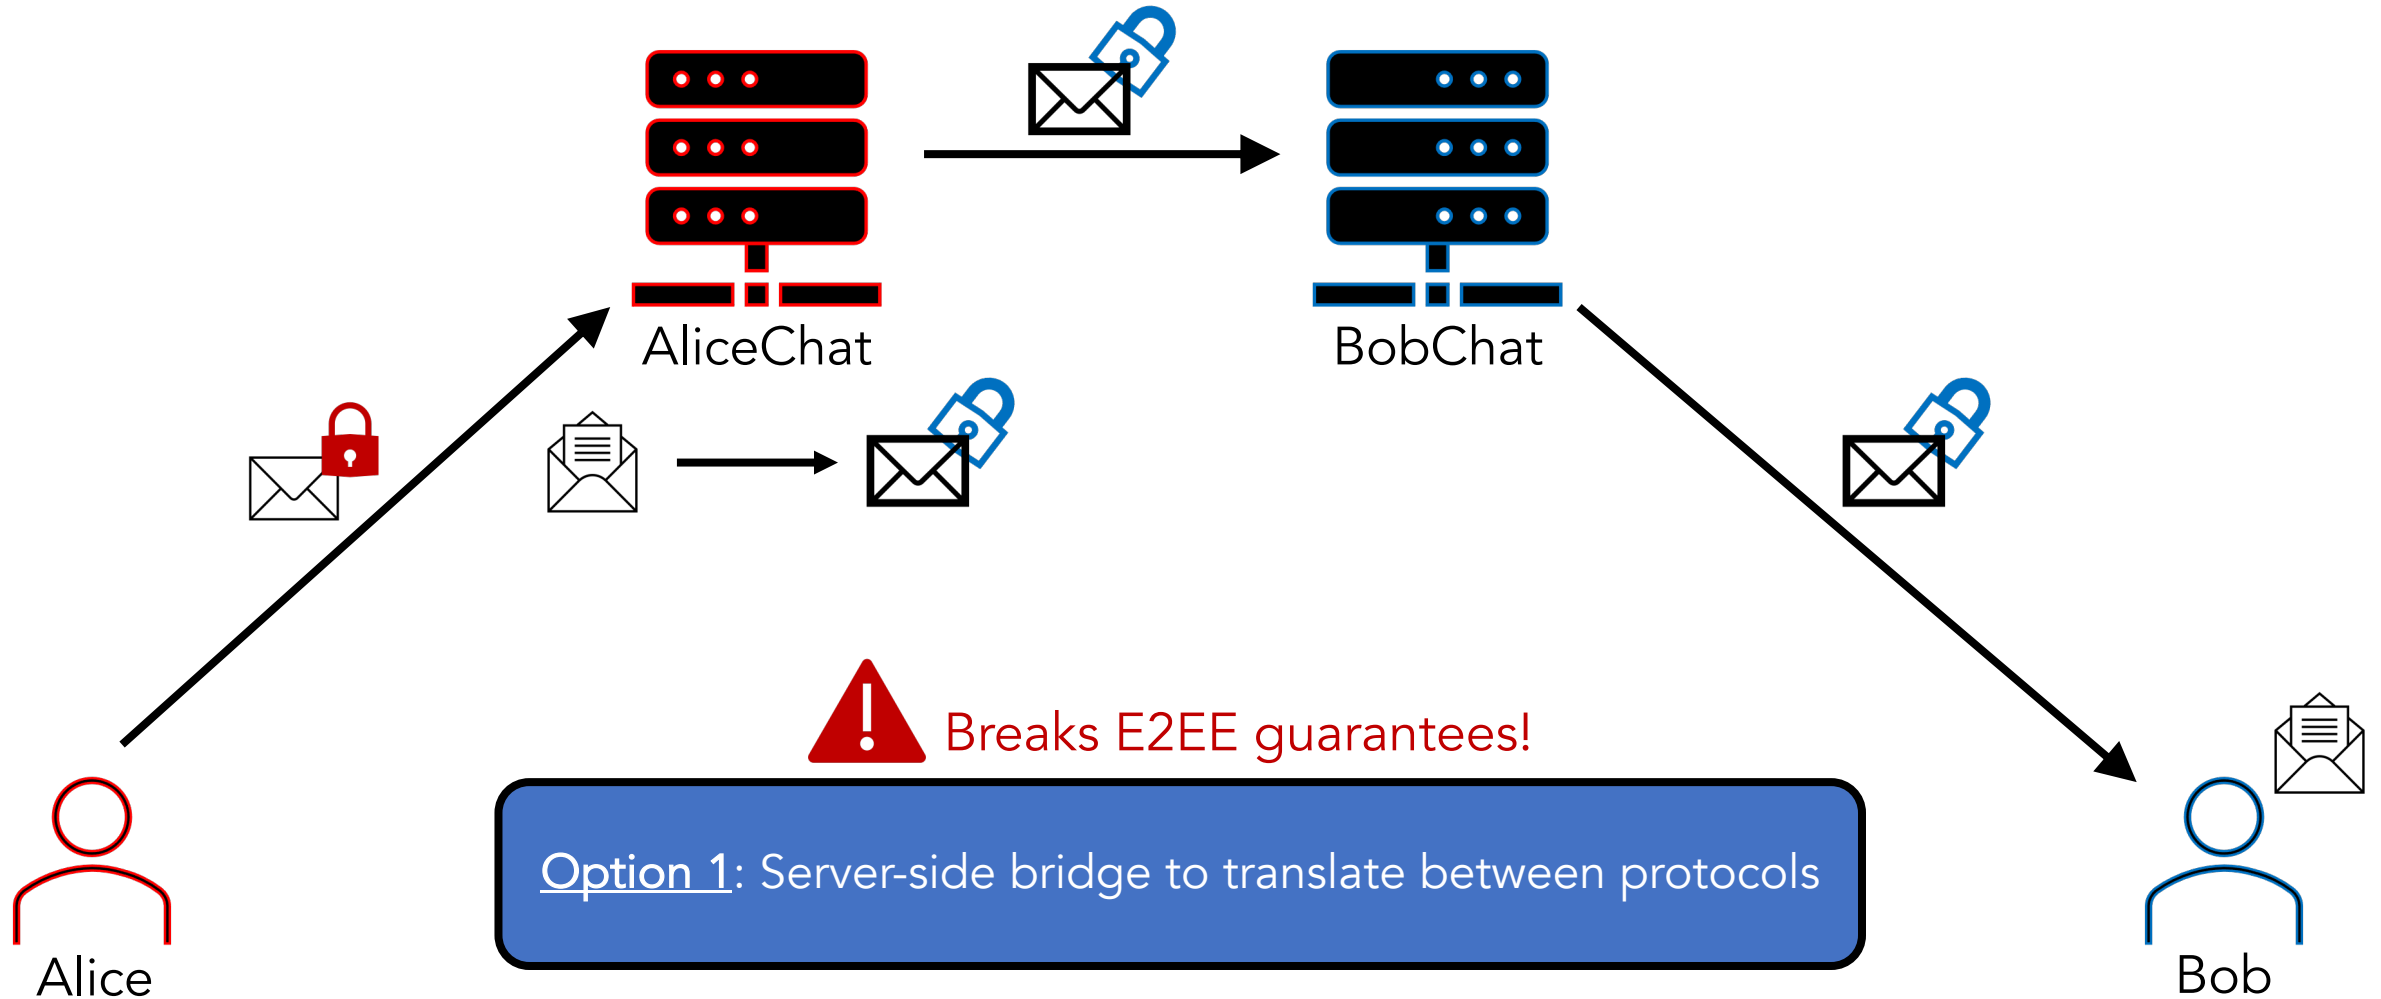 AliceChat
BobChat
Breaks E2EE guarantees!
Option 1: Server-side bridge to translate between protocols
Alice
Bob